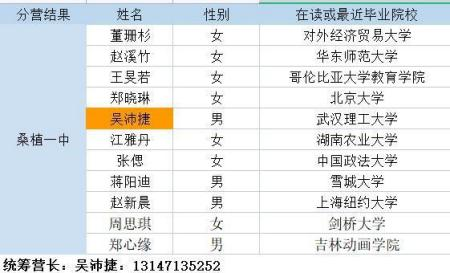 分营结果 姓名 性别 在读或最近毕业院校
董珊杉 女 对外经济贸易大学
赵溪竹 女 华东师范大学
王旻若 女 哥伦比亚大学教育学院
郑晓琳 女 北京大学
吴沛捷 男 武汉理工大学
桑植一中 江雅丹 女 湖南农业大学
张偲 女 中国政法大学
蒋阳迪 男 雪城大学
赵新晨 男 上海纽约大学
周思琪 女 剑桥大学
郑心缘 男 吉林动画学院
统筹营长：吴沛捷：13147135252